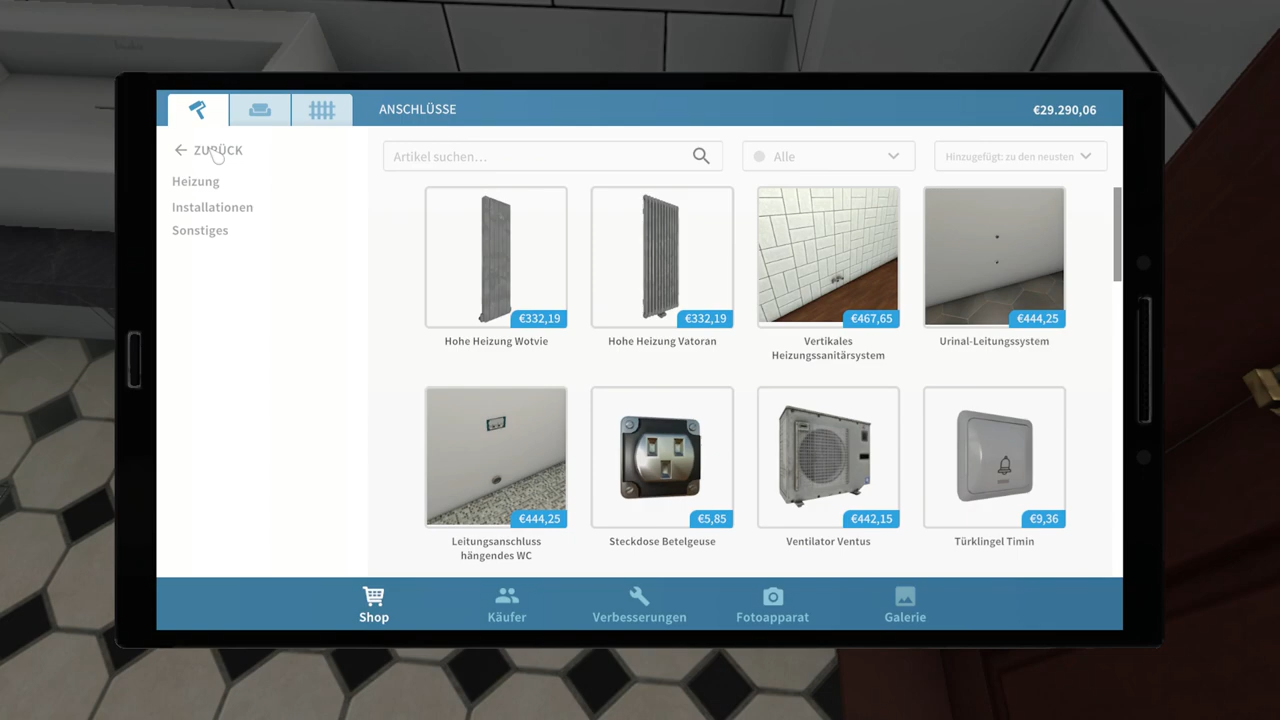 ANSCHLÜSSE
€29.290,06
ZURÜCK
Heizung
Installationen
Sonstiges
Artikel suchen...
Alle
Hinzugefügt: zu den neusten
€332,19
Hohe Heizung Wotvie
€332,19
Hohe Heizung Vatoran
€467,65
Vertikales
Heizungssanitärsystem
€444,25
Urinal-Leitungssystem
€444,25
Leitungsanschluss
hängendes WC
€5,85
Steckdose Betelgeuse
€442,15
Ventilator Ventus
€9,36
Türklingel Timin
Shop
Käufer
Verbesserungen
Fotoapparat
Galerie